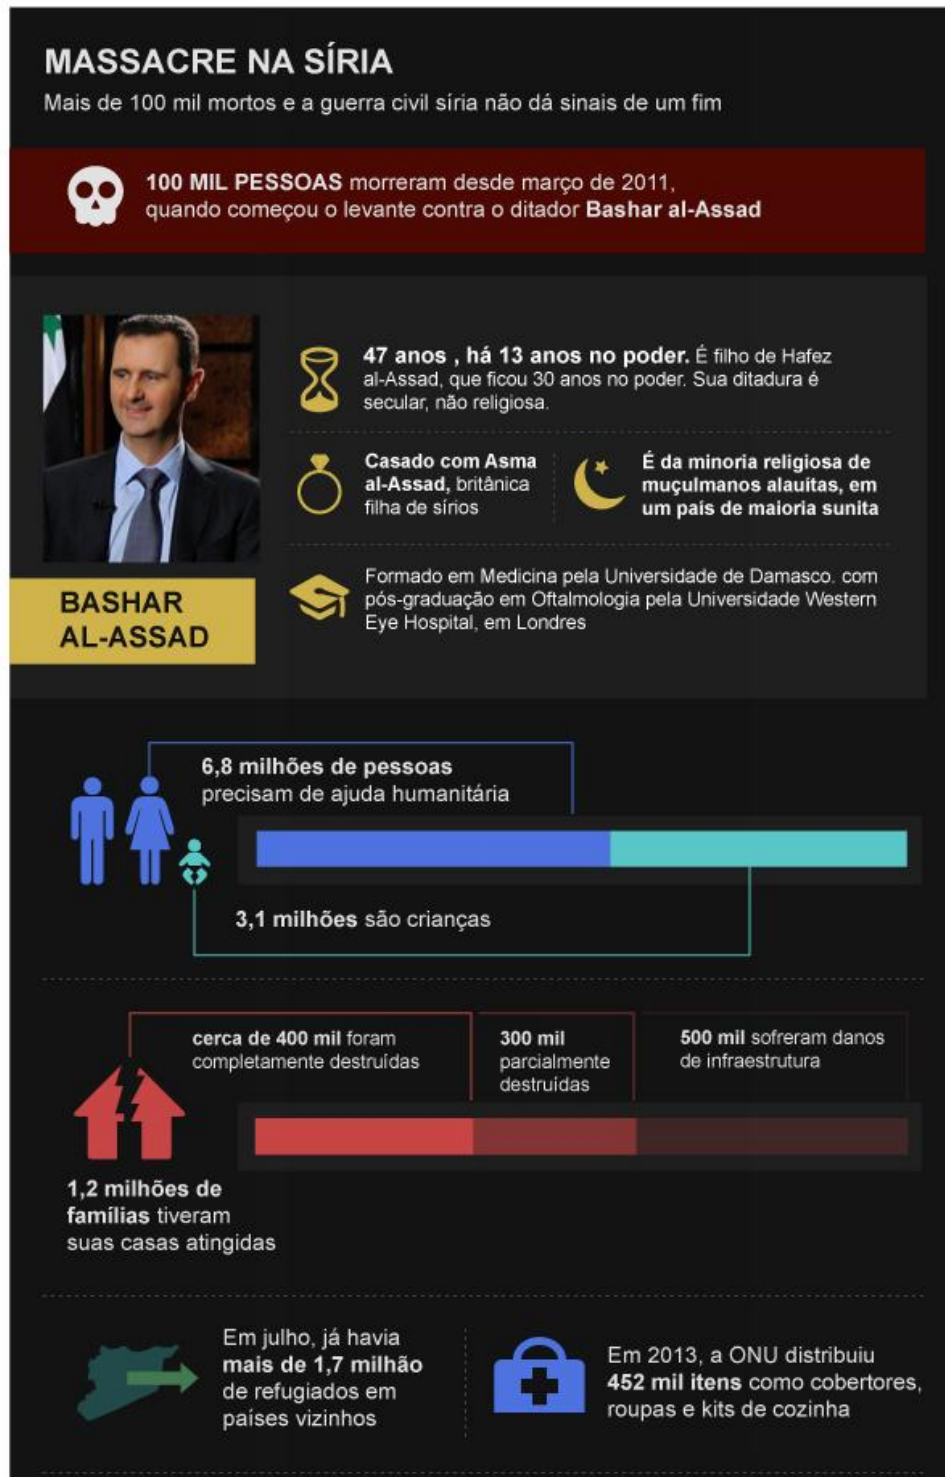 MASSACRE NA SÍRIA
Mais de 100 mil mortos e a guerra civil síria não dá sinais de um fim
100 MIL PESSOAS morreram desde março de 2011,
quando começou o levante contra o ditador Bashar al-Assad
47 anos , há 13 anos no poder. É filho de Hafez
al-Assad, que ficou 30 anos no poder. Sua ditadura é
secular, não religiosa.
Casado com Asma
al-Assad, britânica
filha de sírios
É da minoria religiosa de
muçulmanos alauítas, em
um país de maioria sunita
Formado em Medicina pela Universidade de Damasco. com
pós-graduação em Oftalmologia pela Universidade Western
Eye Hospital, em Londres
BASHAR
AL-ASSAD
6,8 milhões de pessoas
precisam de ajuda humanitária
3,1 milhões são crianças
cerca de 400 mil foram
completamente destruídas
300 mil
parcialmente
destruídas
500 mil sofreram danos
de infraestrutura
1,2 milhões de
famílias tiveram
suas casas atingidas
Em julho, já havia
mais de 1,7 milhão
de refugiados em
países vizinhos
Em 2013, a ONU distribuiu
452 mil itens como cobertores,
roupas e kits de cozinha